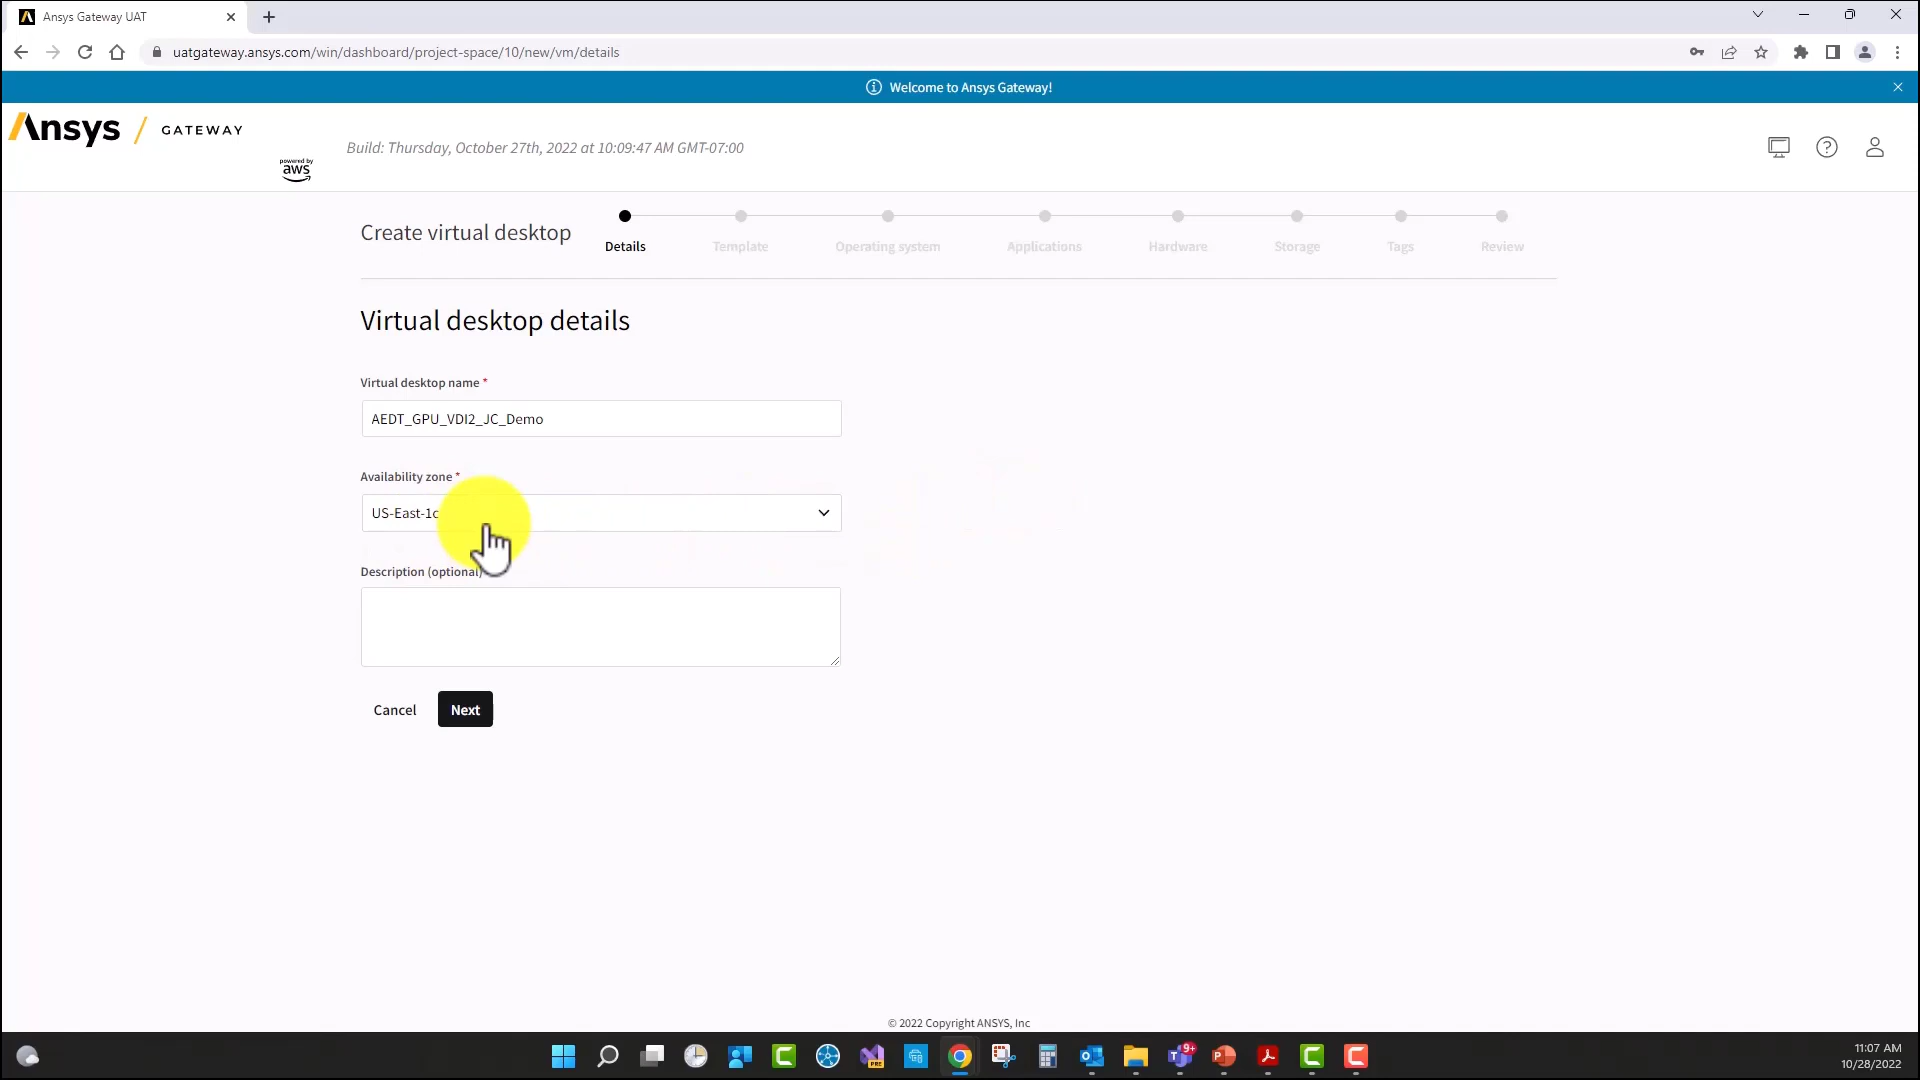 Ansys Gateway UAT
uatgateway.ansys.com/win/dashboard/project-space/10/new/vm/details
Welcome to Ansys Gateway!
Ansys / GATEWAY
powered by
aws
Build: Thursday, October 27th, 2022 at 10:09:47 AM GMT-07:00
Create virtual desktop
Details
Template
Operating system
Applications
Hardware
Storage
Tags
Review
Virtual desktop details
Virtual desktop name *
AEDT_GPU_VDI2_JC_Demo
Availability zone *
US-East-1c
Description (optional)
Cancel
Next
© 2022 Copyright ANSYS, Inc
PRE
9+
11:07 AM
10/28/2022